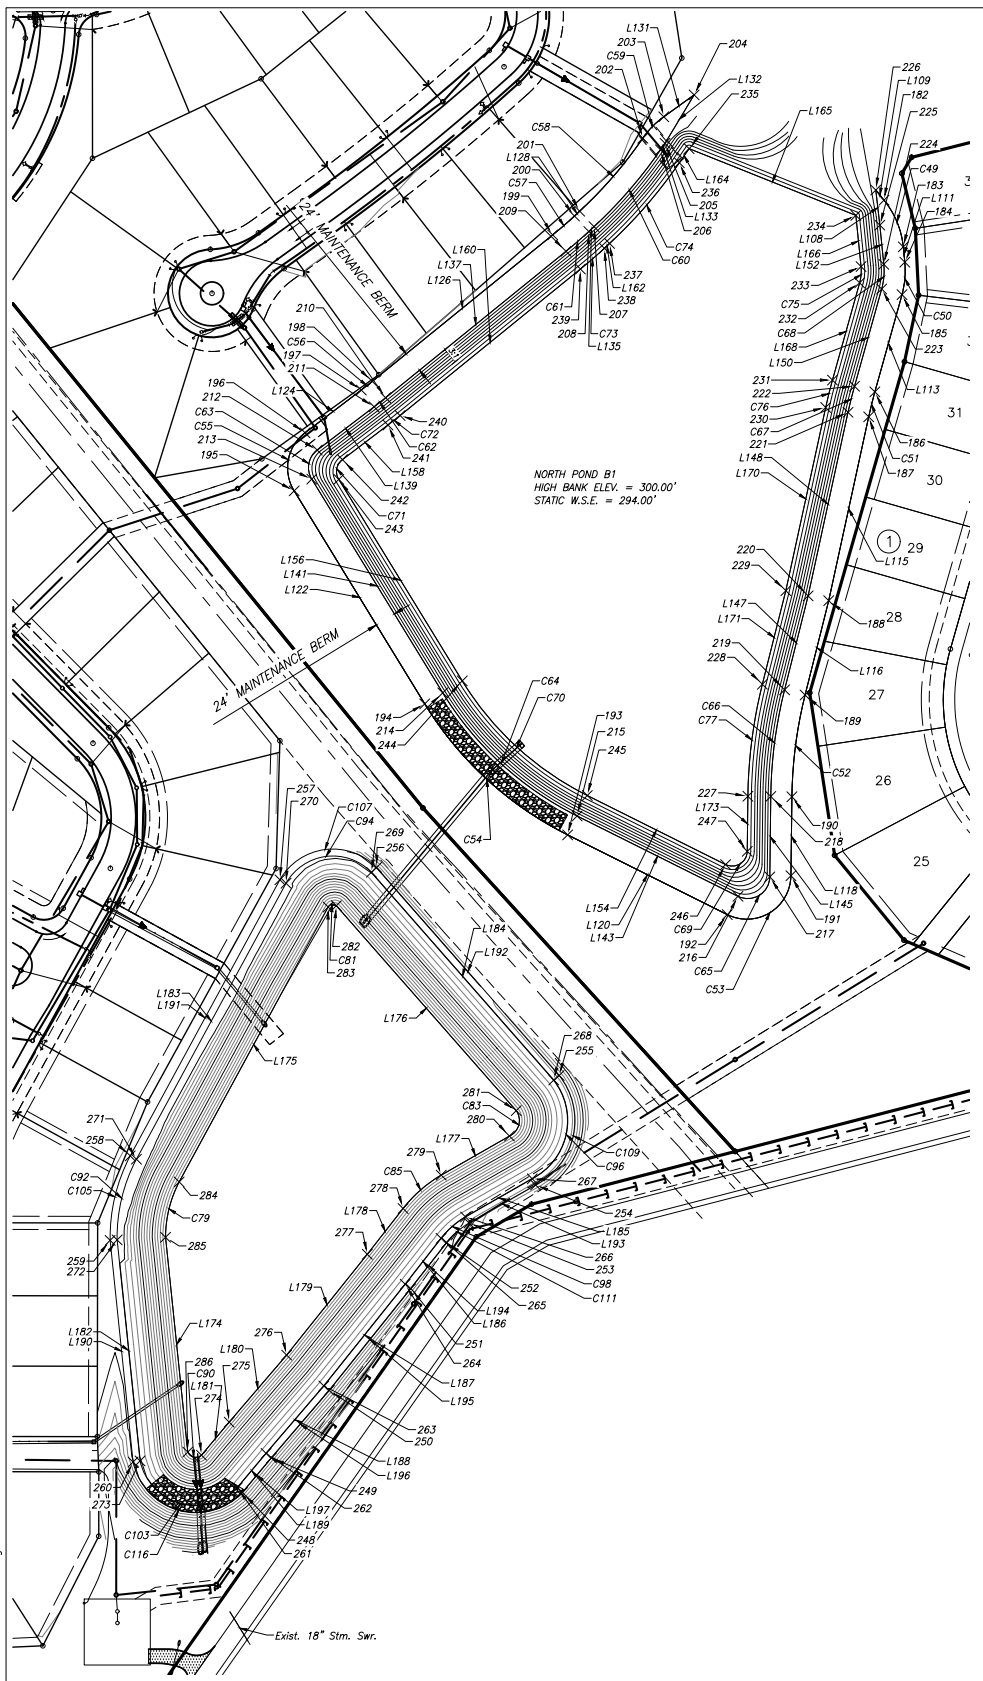 L131
203
C59
202
204
L132
235
L165
226
L109
182
225
224
C49
183
L111
184
C58
201
L128
200
C57
199
209
L164
236
205
L133
206
C74
C60
L160
L137
L126
237
L162
238
207
C73
L135
C61
239
208
234
L108
L166
L152
233
C75
232
C68
L168
L150
C50
185
223
L113
24' MAINTENANCE BERM
210
198
C56
197
211
L124
196
212
C63
C55
213
195
240
C72
C62
241
L158
L139
242
C71
243
231
222
C76
230
C67
221
L148
L170
186
C51
187
31
30
NORTH POND B1
HIGH BANK ELEV. = 300.00'
STATIC W.S.E. = 294.00'
1
29
L115
L156
L141
L122
220
229
L147
L171
188
28
219
228
L116
27
189
24' MAINTENANCE BERM
194
214
244
C64
C70
193
215
245
C66
C77
C52
26
227
L173
247
190
218
25
L118
L145
191
217
C54
L154
L120
L143
246
C69
192
216
C65
C53
257
270
C107
C94
269
256
282
C81
283
L184
L192
L183
L191
L175
L176
268
255
281
C83
280
271
258
C92
C105
L177
279
C85
278
C109
C96
267
284
C79
285
259
272
L178
277
254
L185
L193
266
253
C98
C111
252
265
L194
L186
251
264
L182
L190
L174
L179
276
L180
275
286
C90
L181
274
L187
L195
263
250
L188
L196
249
262
260
273
L197
L189
248
261
C103
C116
Exist. 18" Stm. Swr.